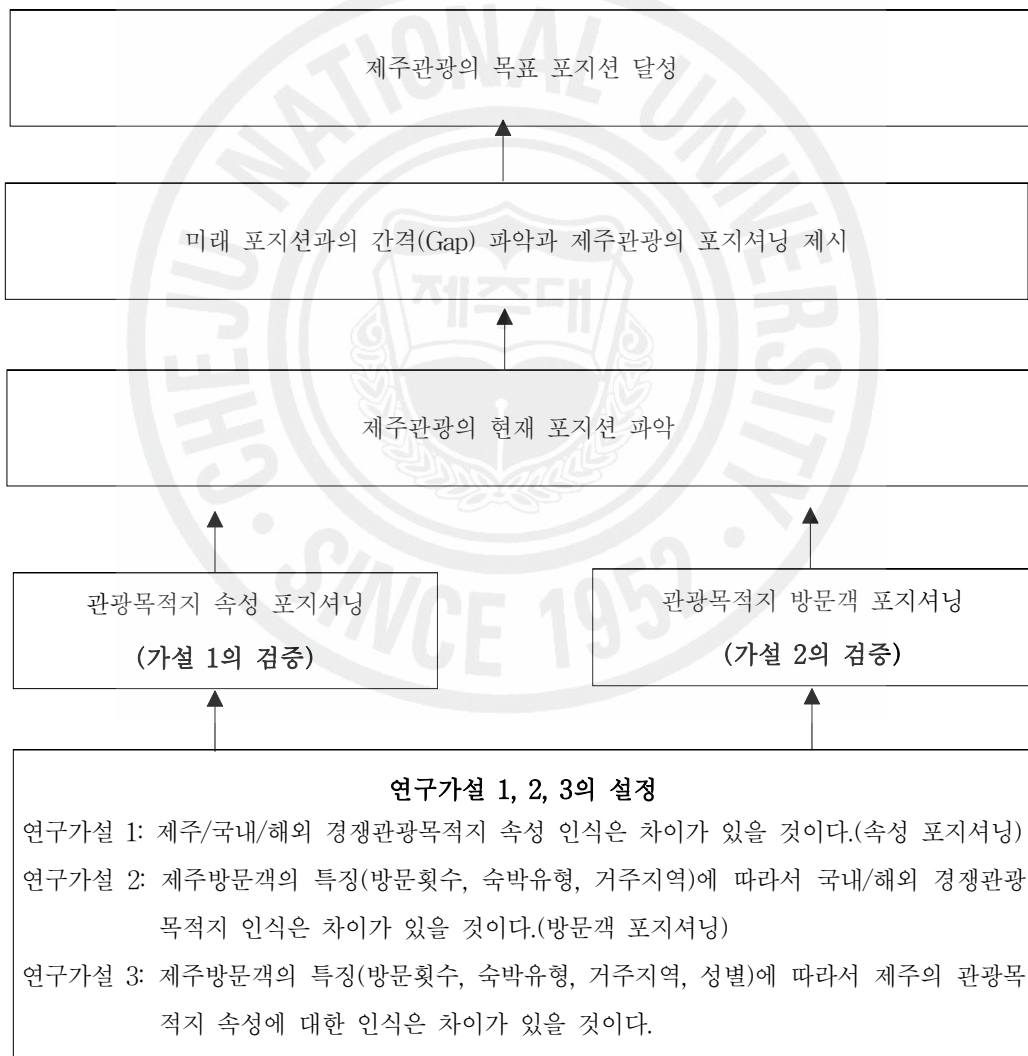 제주관광의 목표 포지션 달성
미래 포지션과의 간격(Gap) 파악과 제주관광의 포지셔닝 제시
제주관광의 현재 포지션 파악
관광목적지 속성 포지셔닝
(가설 1의 검증)
관광목적지 방문객 포지셔닝
(가설 2의 검증)
연구가설 1, 2, 3의 설정
연구가설 1: 제주/국내/해외 경쟁관광목적지 속성 인식은 차이가 있을 것이다.(속성 포지셔닝)
연구가설 2: 제주방문객의 특징(방문횟수, 숙박유형, 거주지역)에 따라서 국내/해외 경쟁관광
목적지 인식은 차이가 있을 것이다.(방문객 포지셔닝)
연구가설 3: 제주방문객의 특징(방문횟수, 숙박유형, 거주지역, 성별)에 따라서 제주의 관광목
적지 속성에 대한 인식은 차이가 있을 것이다.
CHEJU NATIONAL UNIVERSITY
제주대
SINCE 1952